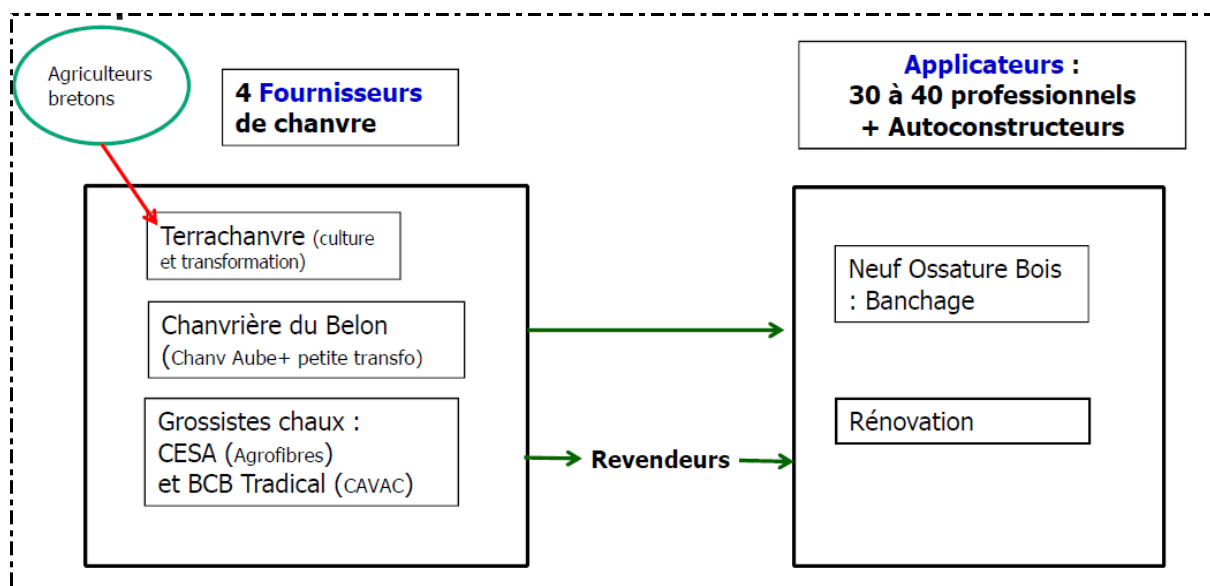 Agriculteurs
bretons
4 Fournisseurs
de chanvre
Applicateurs :
30 à 40 professionnels
+ Autoconstructeurs
Terrachanvre (culture
et transformation)
Chanvrière du Belon
(Chanv Aube+ petite transfo)
Grossistes chaux :
CESA (Agrofibres)
et BCB Tradical (CAVAC)
Revendeurs
Neuf Ossature Bois
: Banchage
Rénovation